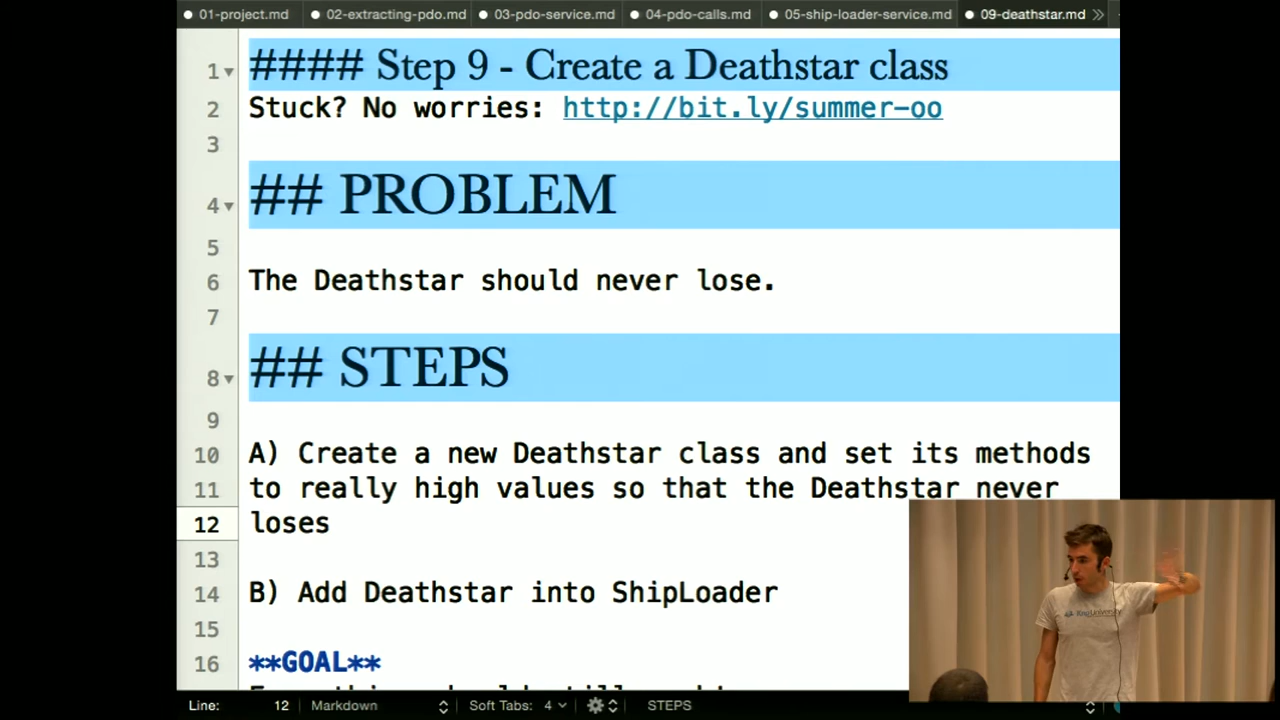 01-project.md 02-extracting-pdo.md 03-pdo-service.md 04-pdo-calls.md 05-ship-loader-service.md 09-deathstar.md
1 #### Step 9 - Create a Deathstar class
2 Stuck? No worries: http://bit.ly/summer-oo
3
4 ## PROBLEM
5
6 The Deathstar should never lose.
7
8 ## STEPS
9
10 A) Create a new Deathstar class and set its methods
11 to really high values so that the Deathstar never
12 loses
13
14 B) Add Deathstar into ShipLoader
15
16 **GOAL**
Line: 12 Markdown Soft Tabs: 4 STEPS